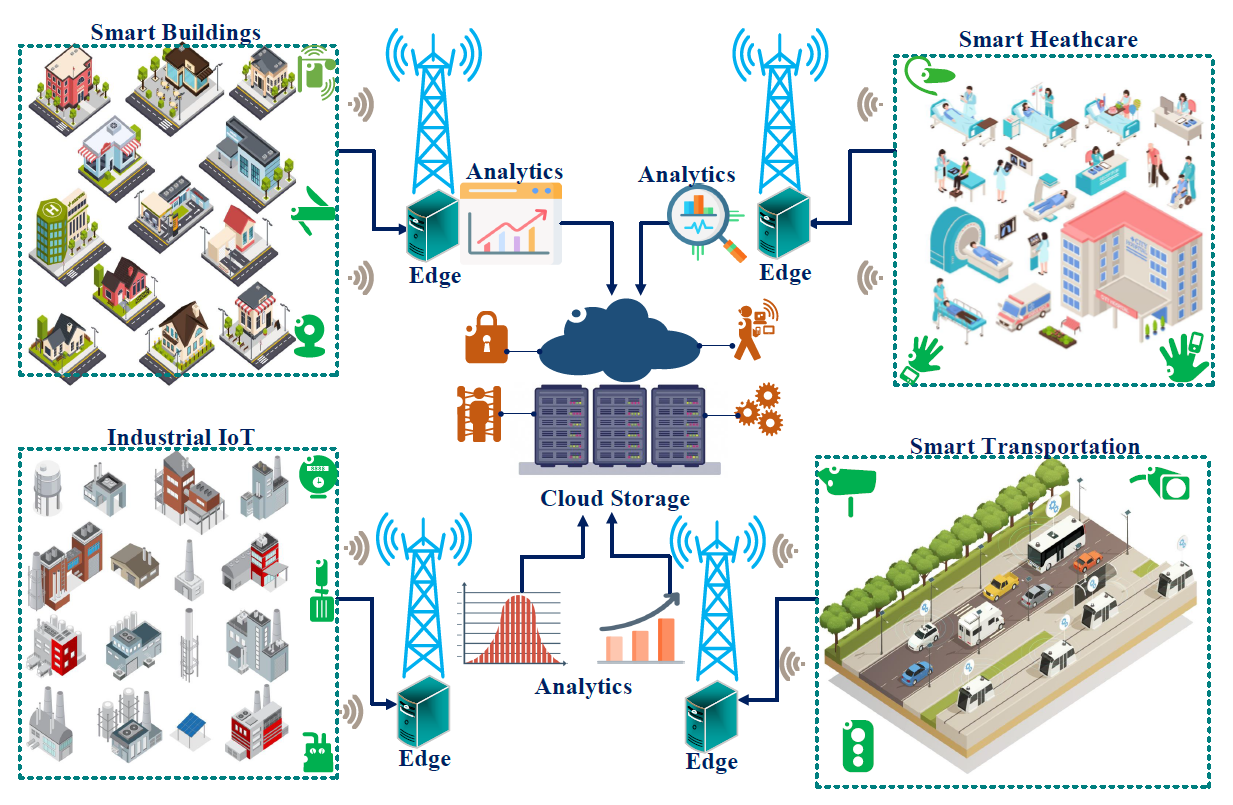 Smart Buildings
Smart Heathcare
Analytics
Analytics
Edge
Edge
Industrial IoT
Smart Transportation
Cloud Storage
Analytics
Edge
Edge